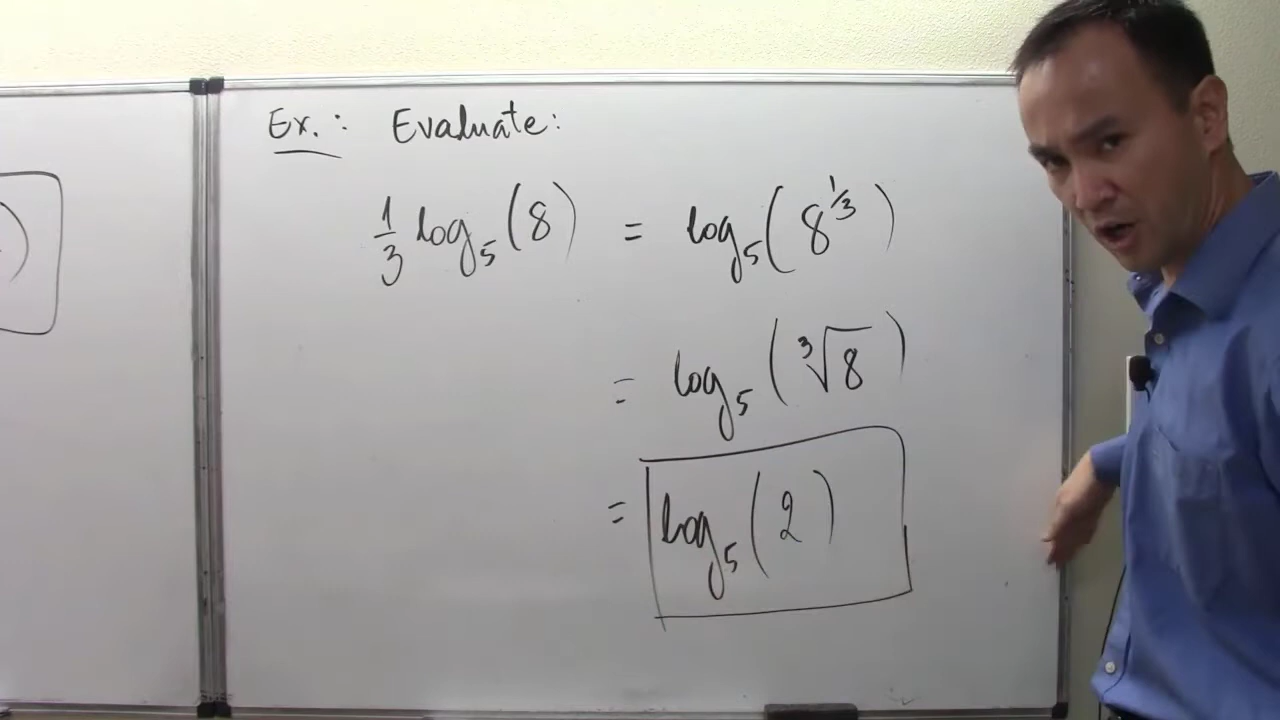 Ex.: Evaluate:
1/3 log₅(8) = log₅(8^{1/3})
= log₅(∛8)
= log₅(2)